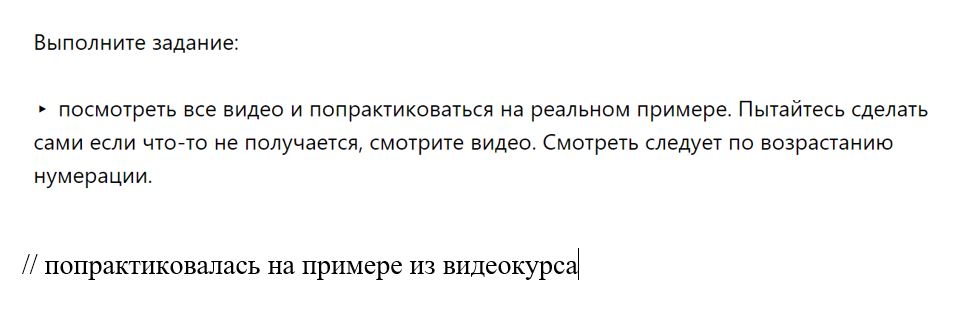 Выполните задание:
‣ посмотреть все видео и попрактиковаться на реальном примере. Пытайтесь сделать
сами если что-то не получается, смотрите видео. Смотреть следует по возрастанию
нумерации.
// попрактиковалась на примере из видеокурса